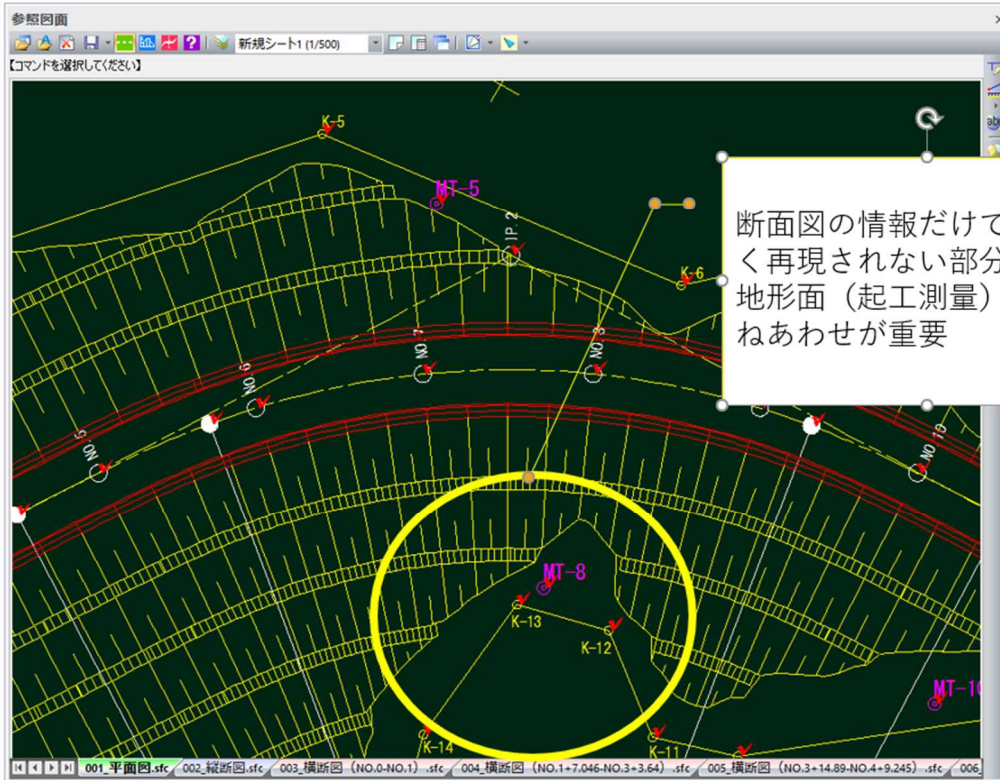 参照図面
新規シート1 (1/500)
【コマンドを選択してください】
K-5
MT-5
IP.2
K-6
断面図の情報だけで
く再現されない部分
地形面（起工測量）
ねあわせが重要
NO.7
NO.8
NO.6
NO.5
NO.10
MT-8
K-13
K-12
MT-10
K-14
K-11
001_平面図.sfc
002_縦断図.sfc
003_横断図（NO.0-NO.1）.sfc
004_横断図（NO.1+7.046-NO.3+3.64）.sfc
005_横断図（NO.3+14.89-NO.4+9.245）.sfc
006_